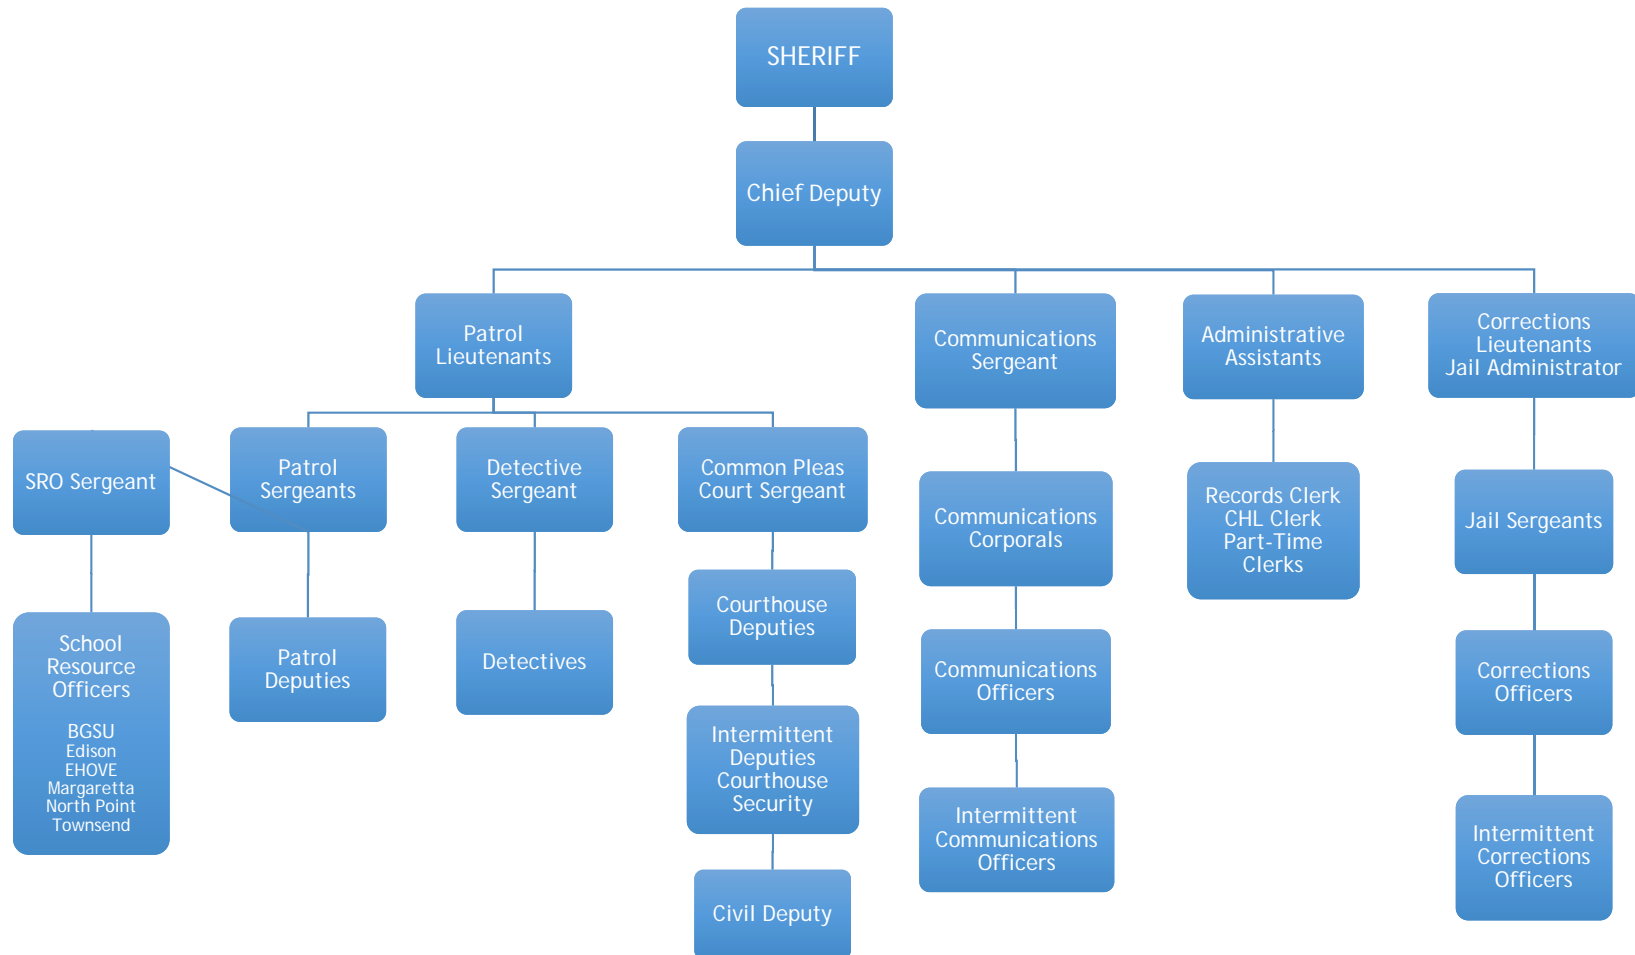 SHERIFF
Chief Deputy
Patrol
Lieutenants
Communications
Sergeant
Administrative
Assistants
Corrections
Lieutenants
Jail Administrator
SRO Sergeant
Patrol
Sergeants
Detective
Sergeant
Common Pleas
Court Sergeant
Communications
Corporals
Records Clerk
CHL Clerk
Part-Time
Clerks
Jail Sergeants
School
Resource
Officers
BGSU
Edison
EHOVE
Margaretta
North Point
Townsend
Patrol
Deputies
Detectives
Courthouse
Deputies
Communications
Officers
Corrections
Officers
Intermittent
Deputies
Courthouse
Security
Intermittent
Communications
Officers
Intermittent
Corrections
Officers
Civil Deputy